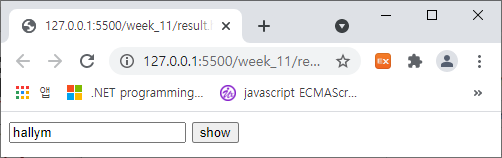 127.0.0.1:5500/week_11/result.
127.0.0.1:5500/week_11/re...
앱 .NET programming... javascript ECMAScr... »
hallym show